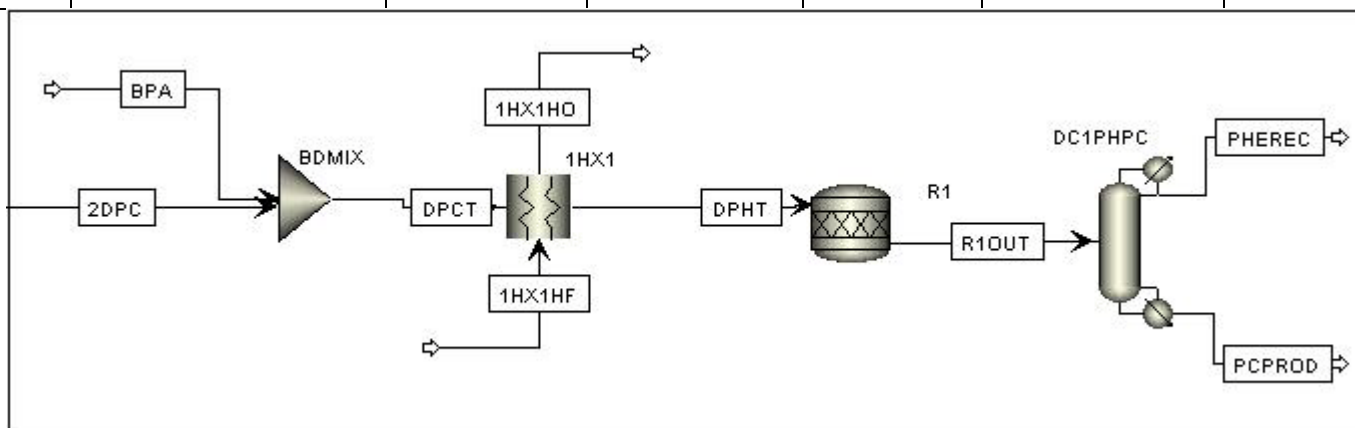 BPA
1HX1HO
DC1PHPC
PHEREC
BDMIX
1HX1
2DPC
DPCT
DPHT
R1
R1OUT
1HX1HF
PCPROD